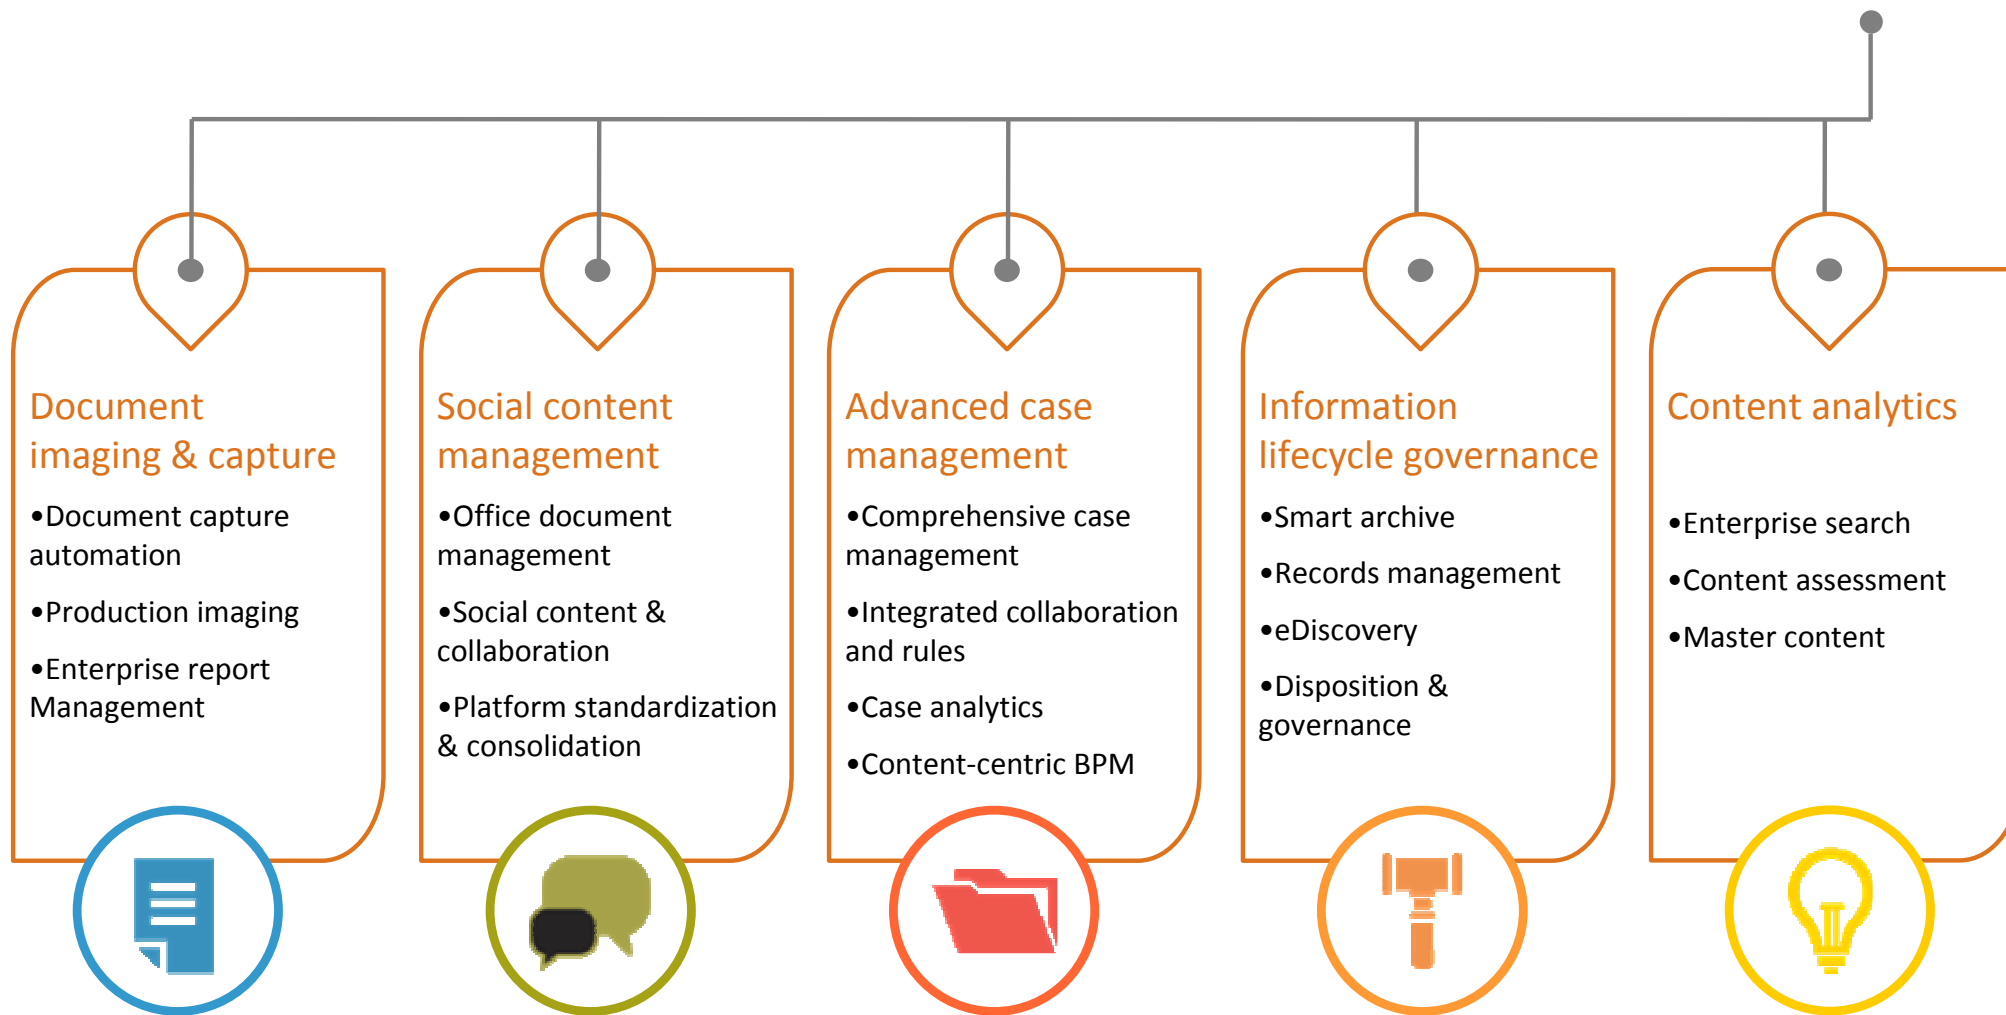 Document
imaging & capture
•Document capture
automation
•Production imaging
•Enterprise report
Management
Social content
management
•Office document
management
•Social content &
collaboration
•Platform standardization
& consolidation
Advanced case
management
•Comprehensive case
management
•Integrated collaboration
and rules
•Case analytics
•Content-centric BPM
Information
lifecycle governance
•Smart archive
•Records management
•eDiscovery
•Disposition &
governance
Content analytics
•Enterprise search
•Content assessment
•Master content